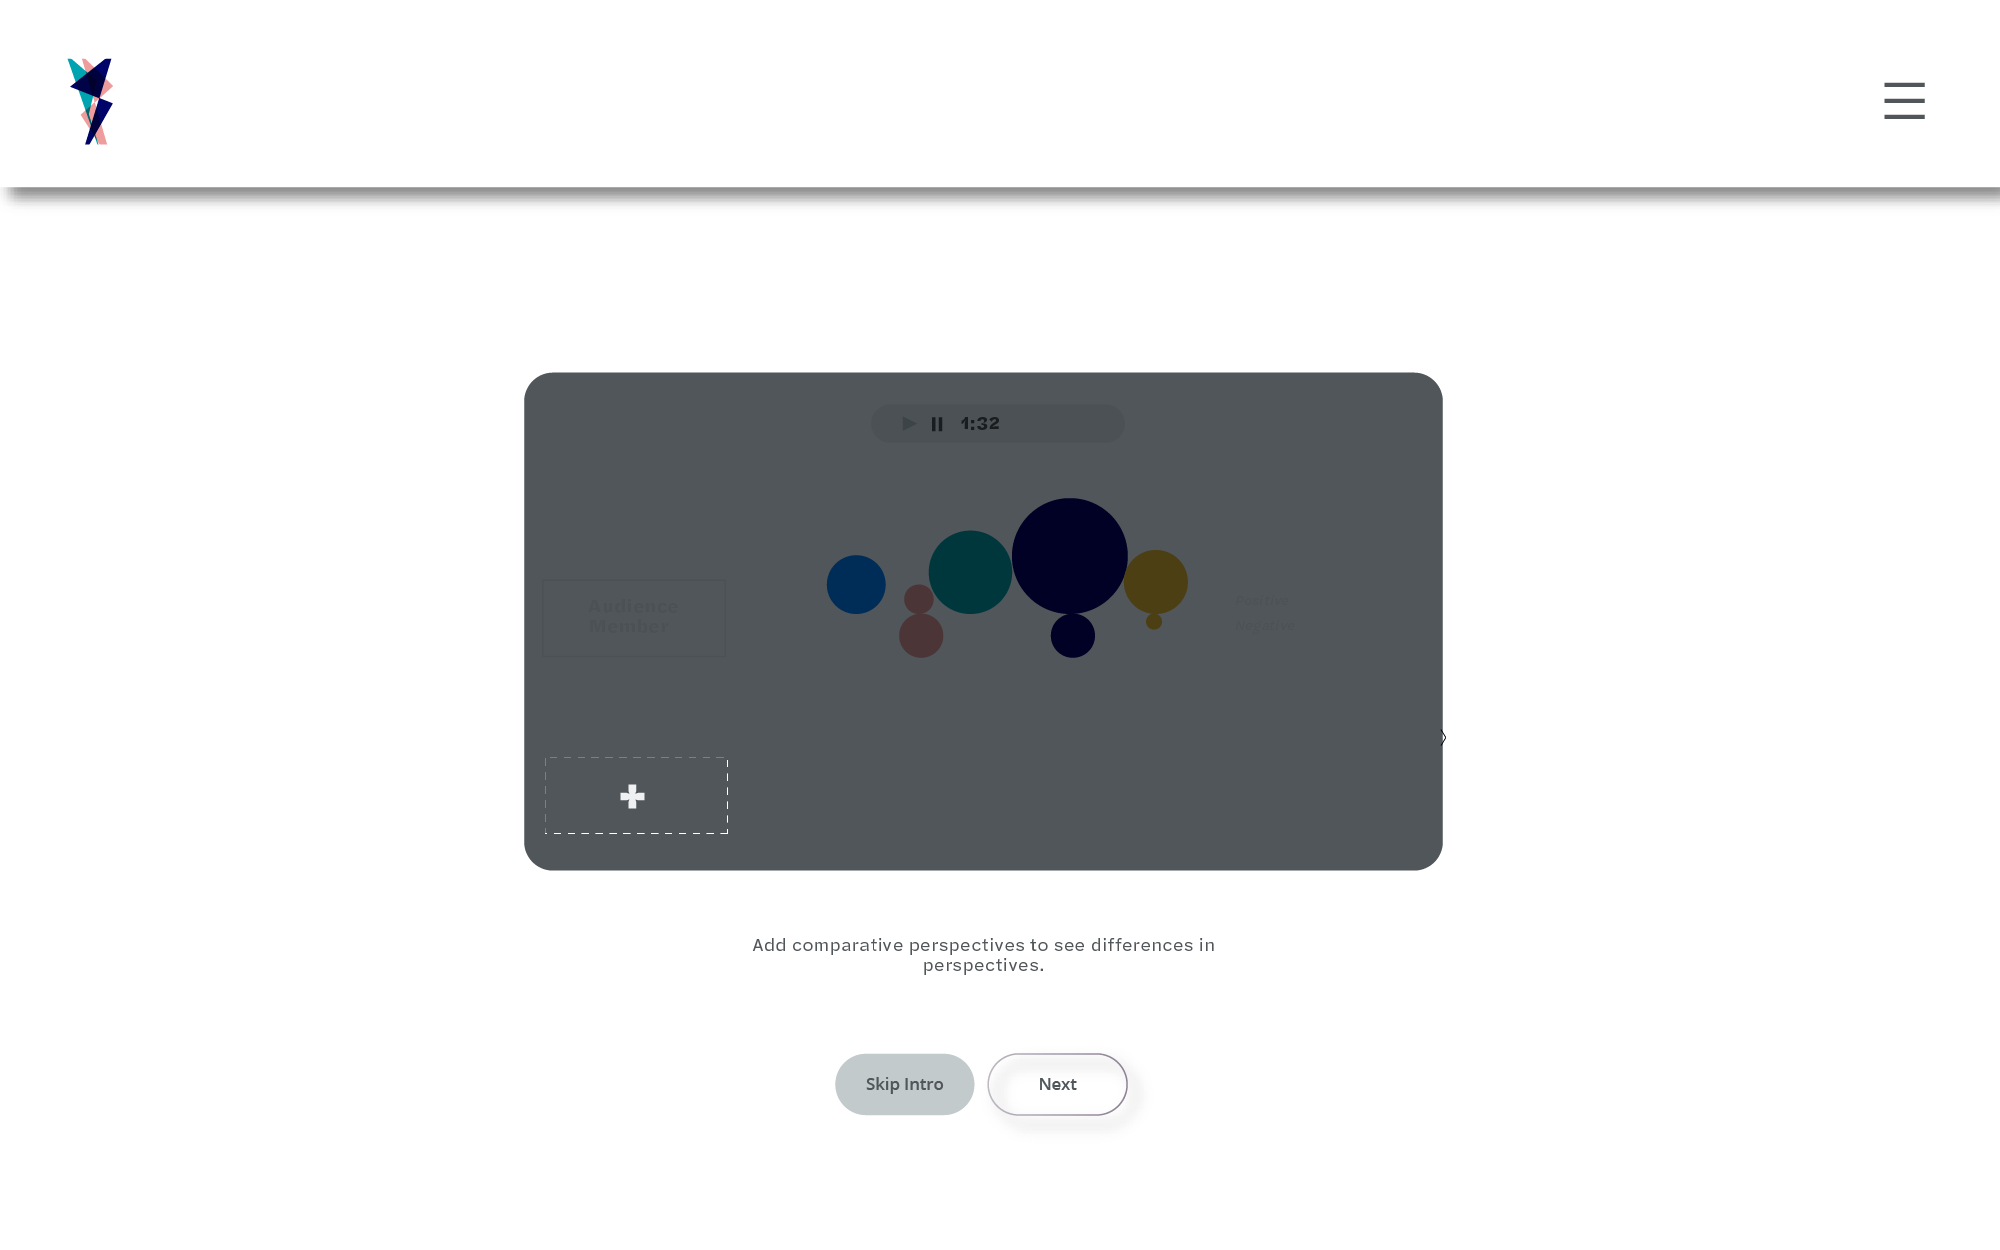 1:32
Audience
Member
Positive
Negative
Add comparative perspectives to see differences in
perspectives.
Skip Intro
Next